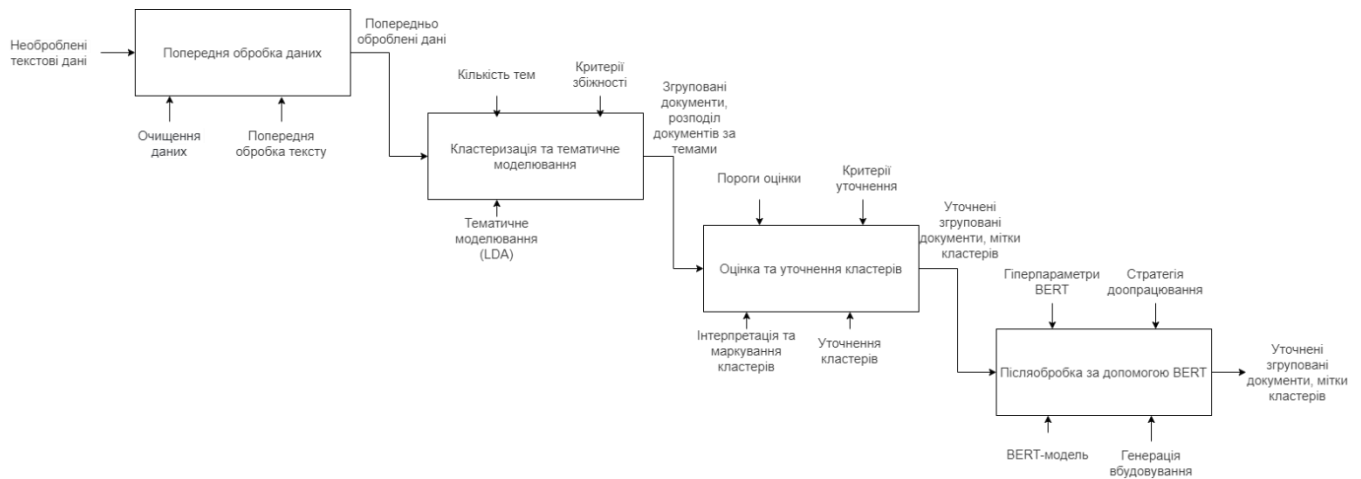 Необроблені
текстові дані
Попередня обробка даних
Попередньо
оброблені дані
Очищення
даних
Попередня
обробка тексту
Кількість тем
Критерії
збіжності
Кластеризація та тематичне
моделювання
Згруповані
документи,
розподіл
документів за
темами
Тематичне
моделювання
(LDA)
Пороги оцінки
Критерії
уточнення
Оцінка та уточнення кластерів
Уточнені
згруповані
документи, мітки
кластерів
Інтерпретація та
маркування
кластерів
Уточнення
кластерів
Гіперпараметри
BERT
Стратегія
доопрацювання
Післяобробка за допомогою BERT
Уточнені
згруповані
документи, мітки
кластерів
BERT-модель
Генерація
вбудовування